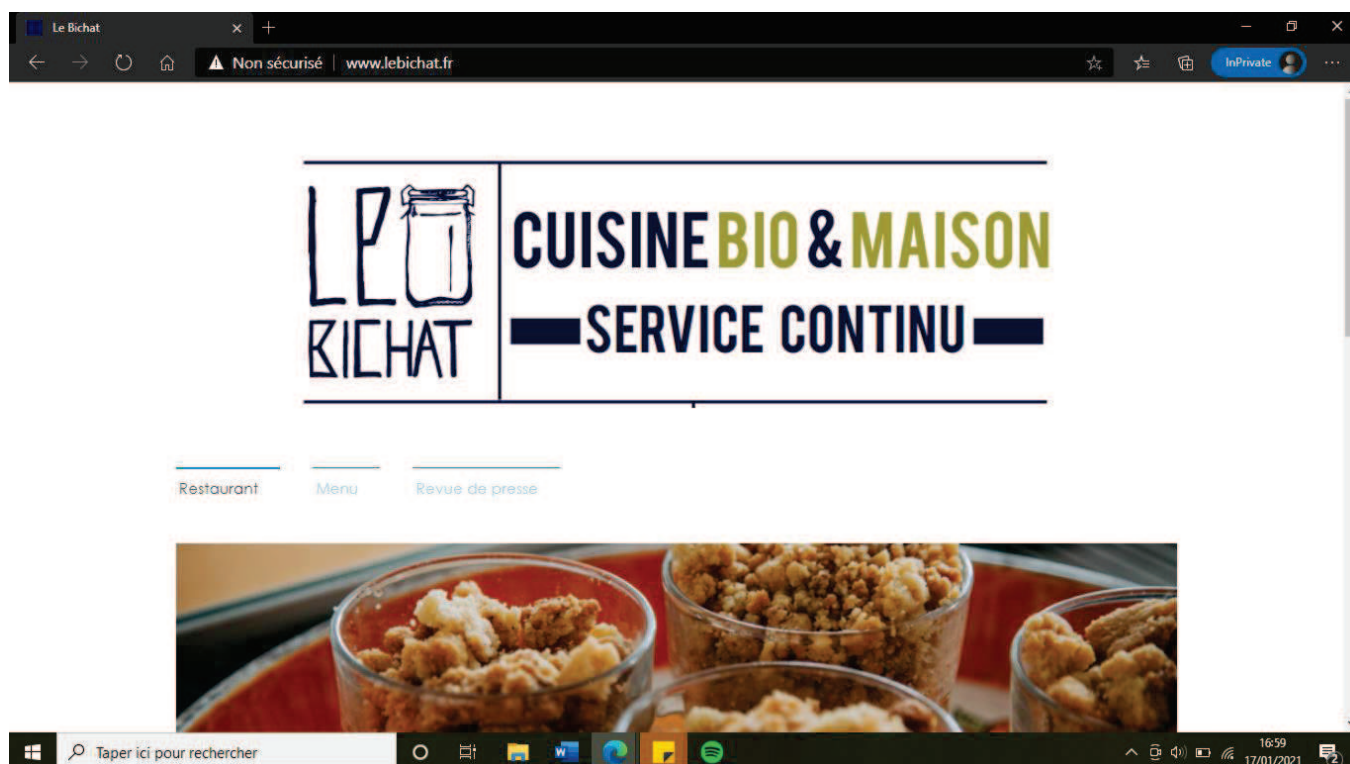 Le Bichat
Non sécurisé | www.lebichat.fr
InPrivate
LE
BICHAT
CUISINE BIO & MAISON
SERVICE CONTINU
Restaurant
Menu
Revue de presse
Taper ici pour rechercher
16:59
17/01/2021
2